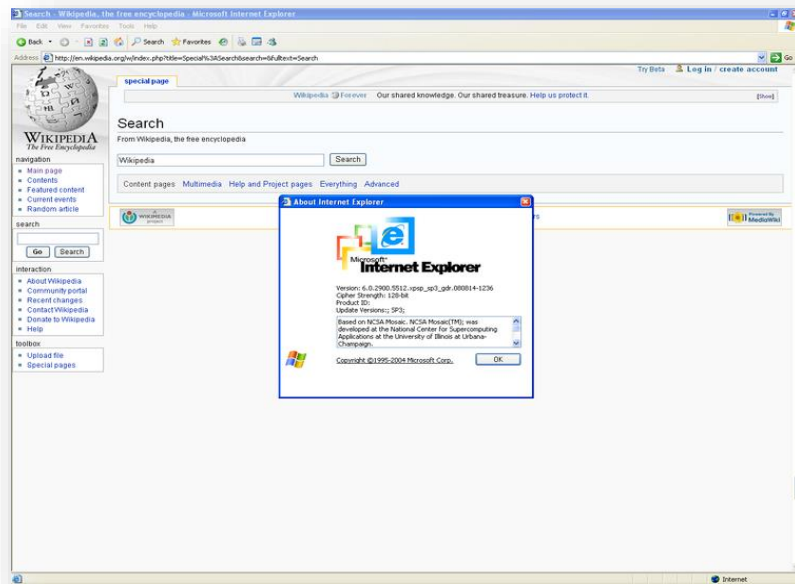 Search - Wikipedia, the free encyclopedia - Microsoft Internet Explorer
File Edit View Favorites Tools Help
Back Search Favorites
Address http://en.wikipedia.org/w/index.php?title=Special%3ASearch&search=&fulltext=Search Go
Try Beta Log in / create account
special page
Wikipedia Forever Our shared knowledge. Our shared treasure. Help us protect it. [Show]
Search
WIKIPEDIA
The Free Encyclopedia
From Wikipedia, the free encyclopedia
Wikipedia Search
Content pages Multimedia Help and Project pages Everything Advanced
navigation
Main page
Contents
Featured content
Current events
Random article
search
Go Search
interaction
About Wikipedia
Community portal
Recent changes
Contact Wikipedia
Donate to Wikipedia
Help
toolbox
Upload file
Special pages
A WIKIMEDIA project
Powered By MediaWiki
About Internet Explorer
Microsoft
Internet Explorer
Version: 6.0.2900.5512.xpsp_sp3_gdr.080814-1236
Cipher Strength: 128-bit
Product ID:
Update Versions:; SP3;
Based on NCSA Mosaic. NCSA Mosaic(TM); was
developed at the National Center for Supercomputing
Applications at the University of Illinois at Urbana-
Champaign.
Copyright ©1995-2004 Microsoft Corp. OK
Internet